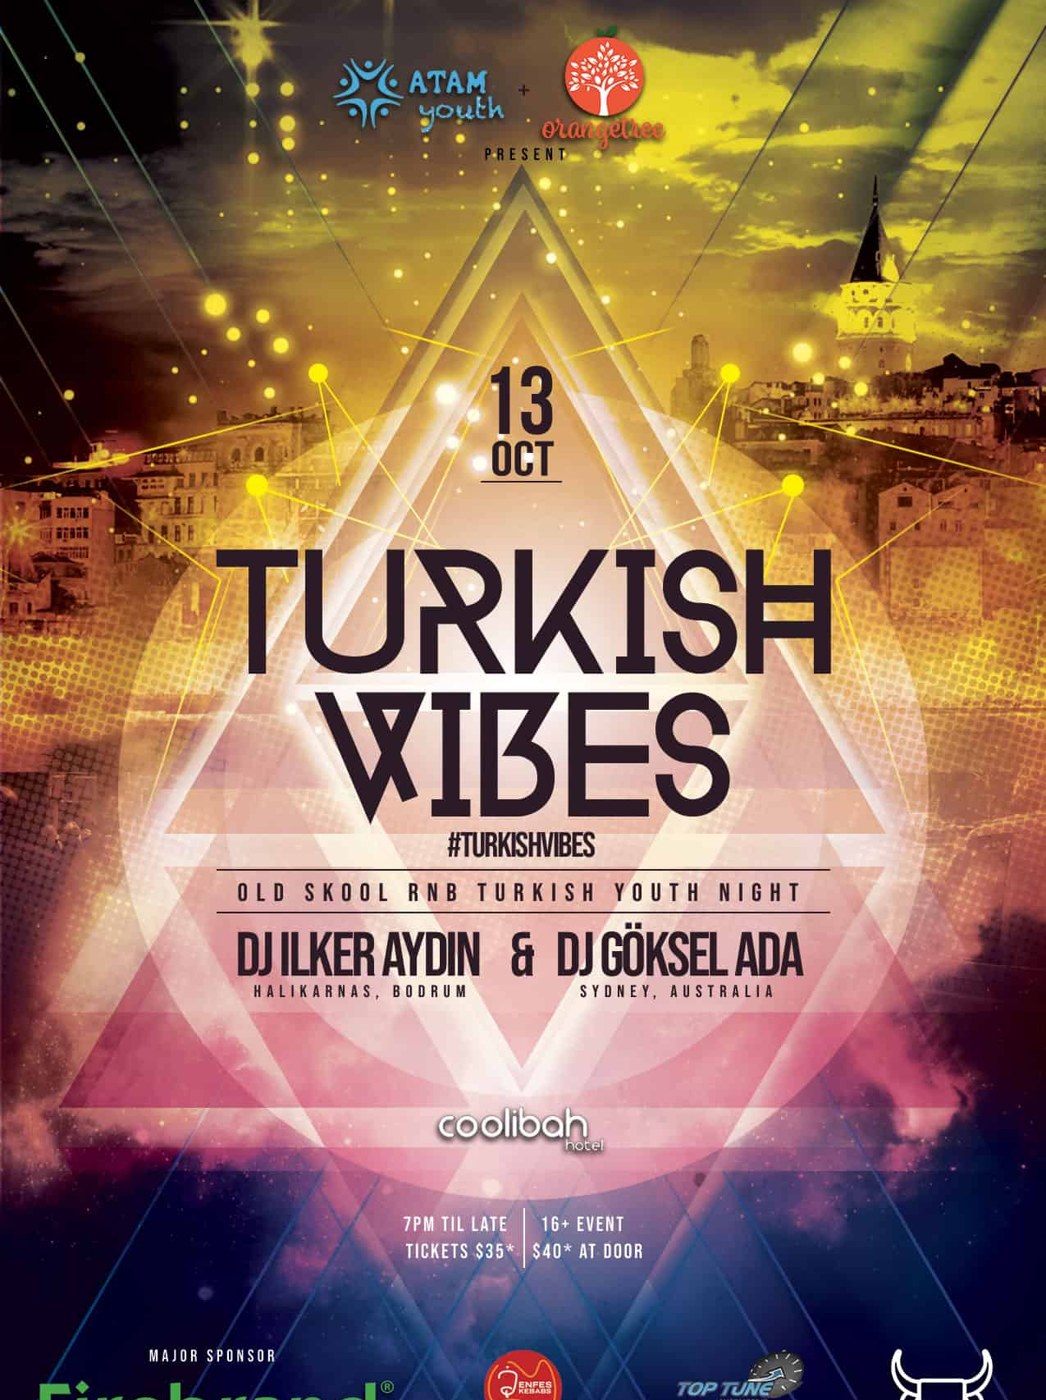 ATAM
youth
+
orangetree
PRESENT
13
OCT
TURKISH
VIBES
#TURKISHVIBES
OLD SKOOL RNB TURKISH YOUTH NIGHT
DJ ILKER AYDIN & DJ GÖKSEL ADA
HALIKARNAS, BODRUM SYDNEY, AUSTRALIA
coolibah
hotel
7PM TIL LATE 16+ EVENT
TICKETS $35* $40* AT DOOR
MAJOR SPONSOR
Firebrand®
ENFES
KEBABS
TOP TUNE